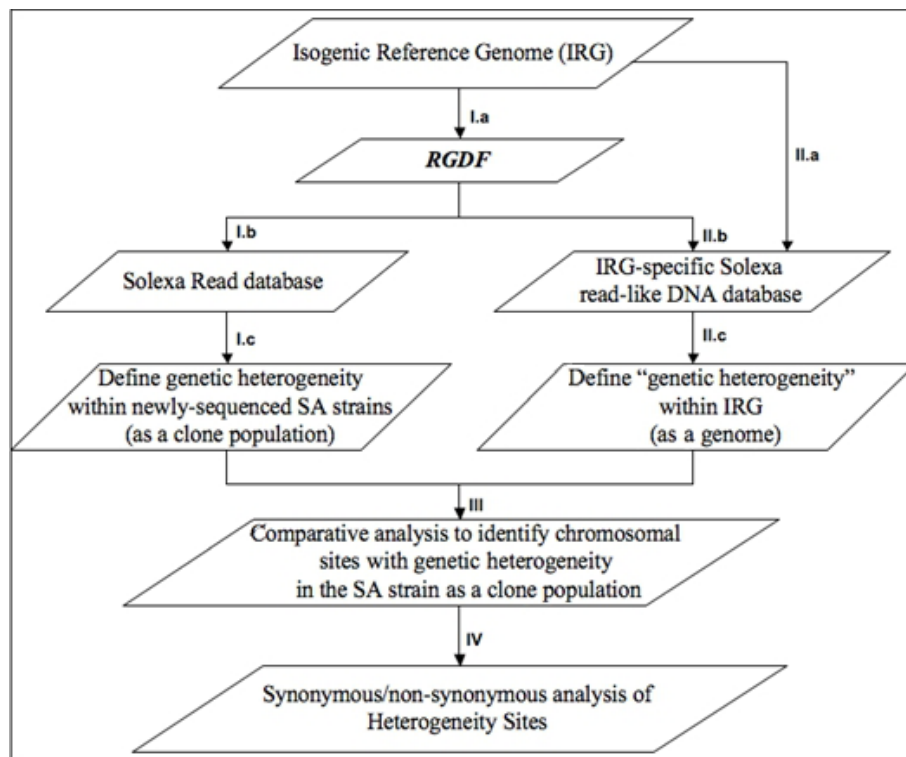 Isogenic Reference Genome (IRG)
I.a
II.a
RGDF
I.b
II.b
Solexa Read database
IRG-specific Solexa
read-like DNA database
I.c
II.c
Define genetic heterogeneity
within newly-sequenced SA strains
(as a clone population)
Define “genetic heterogeneity”
within IRG
(as a genome)
III
Comparative analysis to identify chromosomal
sites with genetic heterogeneity
in the SA strain as a clone population
IV
Synonymous/non-synonymous analysis of
Heterogeneity Sites